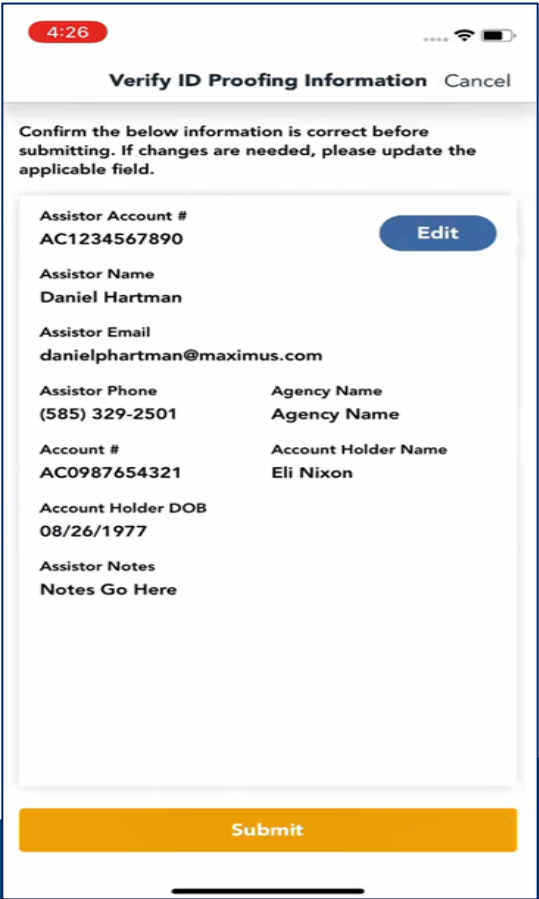 4:26
Verify ID Proofing Information Cancel
Confirm the below information is correct before
submitting. If changes are needed, please update the
applicable field.
Assistor Account #
AC1234567890
Edit
Assistor Name
Daniel Hartman
Assistor Email
danielphartman@maximus.com
Assistor Phone Agency Name
(585) 329-2501 Agency Name
Account # Account Holder Name
AC0987654321 Eli Nixon
Account Holder DOB
08/26/1977
Assistor Notes
Notes Go Here
Submit